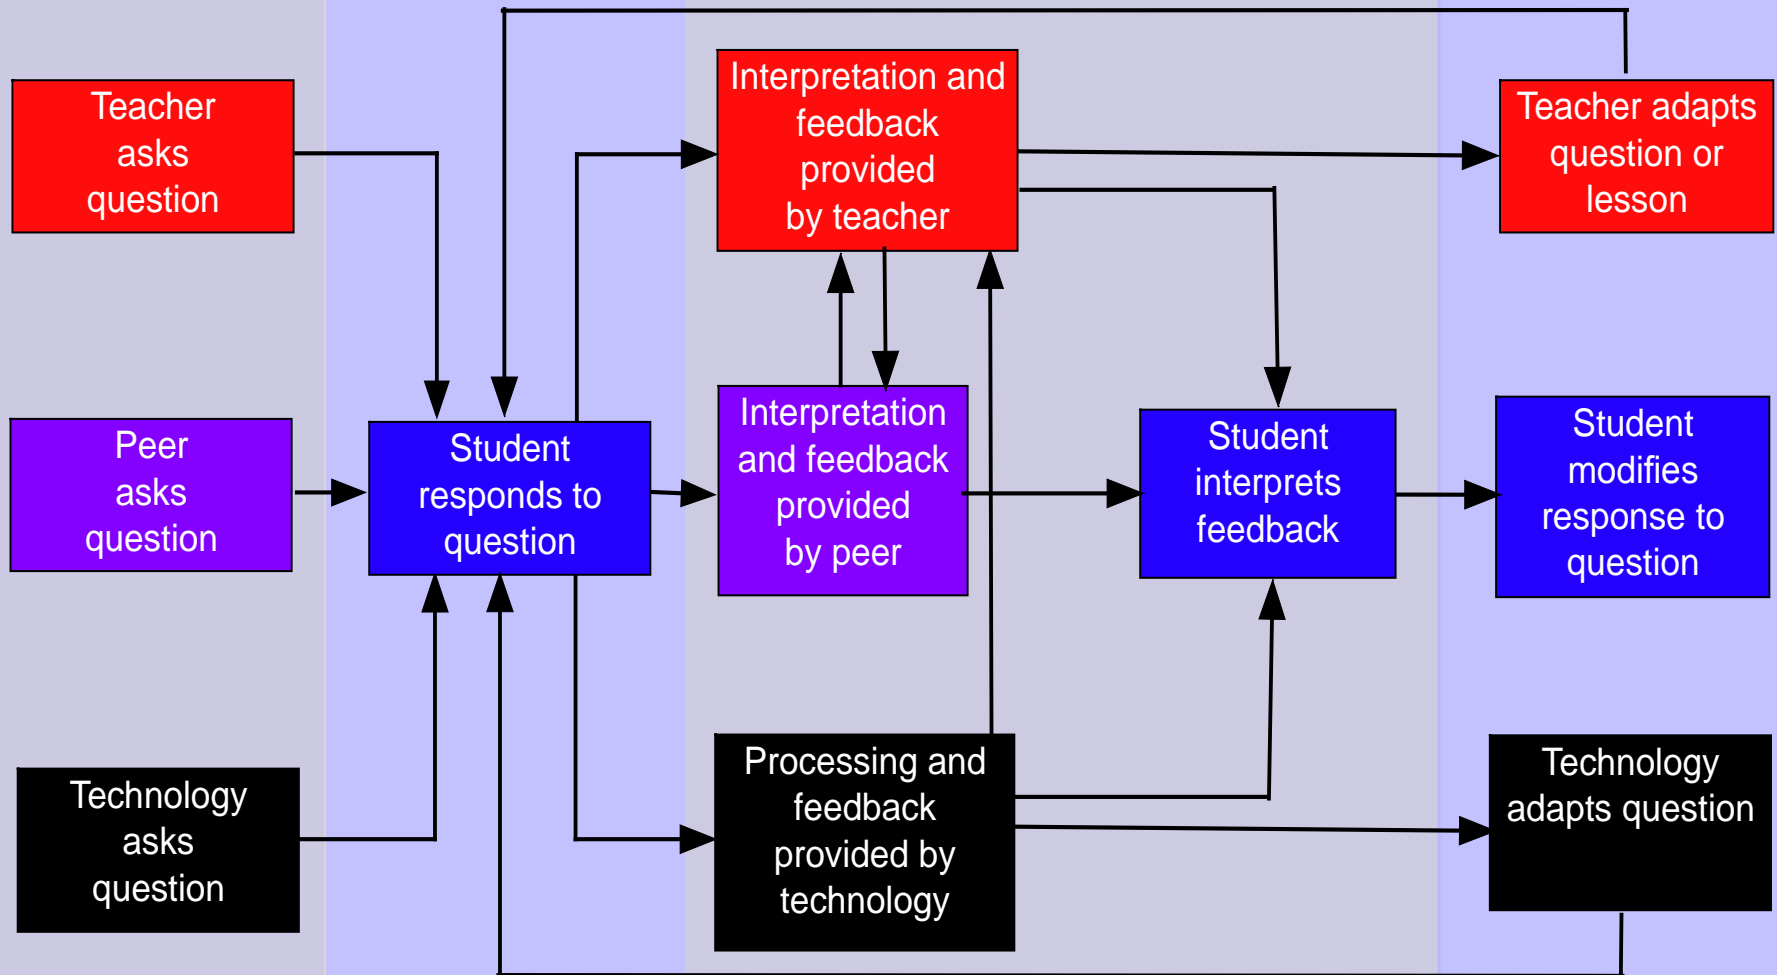 Teacher
asks
question
Peer
asks
question
Technology
asks
question
Student
responds to
question
Interpretation and
feedback
provided
by teacher
Interpretation
and feedback
provided
by peer
Processing and
feedback
provided by
technology
Student
interprets
feedback
Teacher adapts
question or
lesson
Student
modifies
response to
question
Technology
adapts question